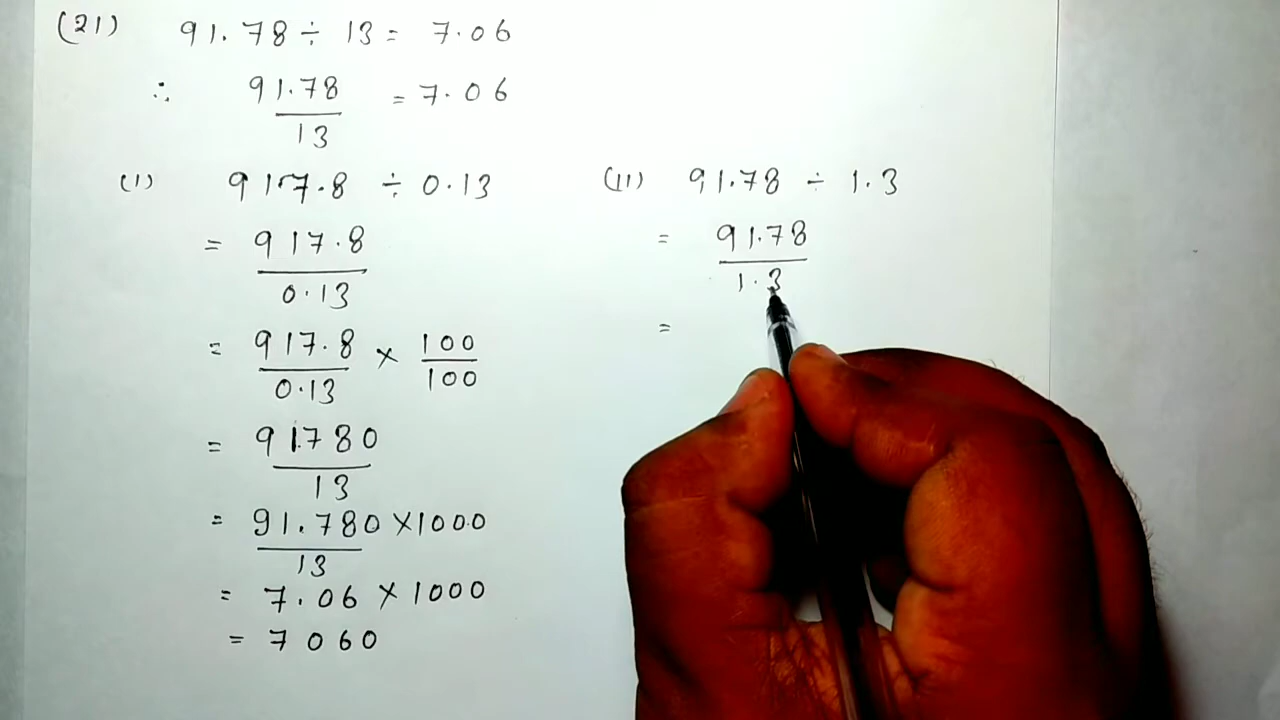 (21) 91.78 ÷ 13 = 7.06
∴ 91.78 / 13 = 7.06
(I) 917.8 ÷ 0.13
= 917.8 / 0.13
= 917.8 / 0.13 × 100 / 100
= 91780 / 13
= 91.780 × 1000 / 13
= 7.06 × 1000
= 7060
(II) 91.78 ÷ 1.3
= 91.78 / 1.3
=